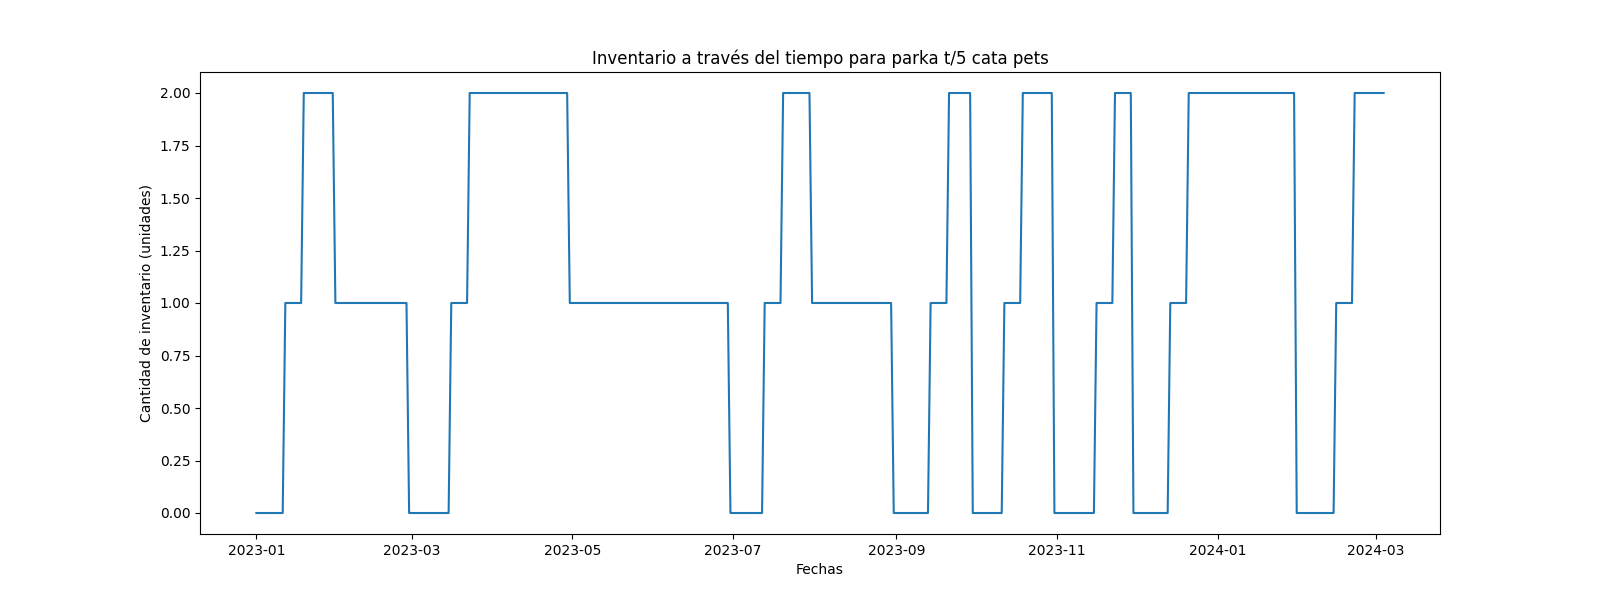 Inventario a través del tiempo para parka t/5 cata pets
Cantidad de inventario (unidades)
2.00
1.75
1.50
1.25
1.00
0.75
0.50
0.25
0.00
2023-01 2023-03 2023-05 2023-07 2023-09 2023-11 2024-01 2024-03
Fechas